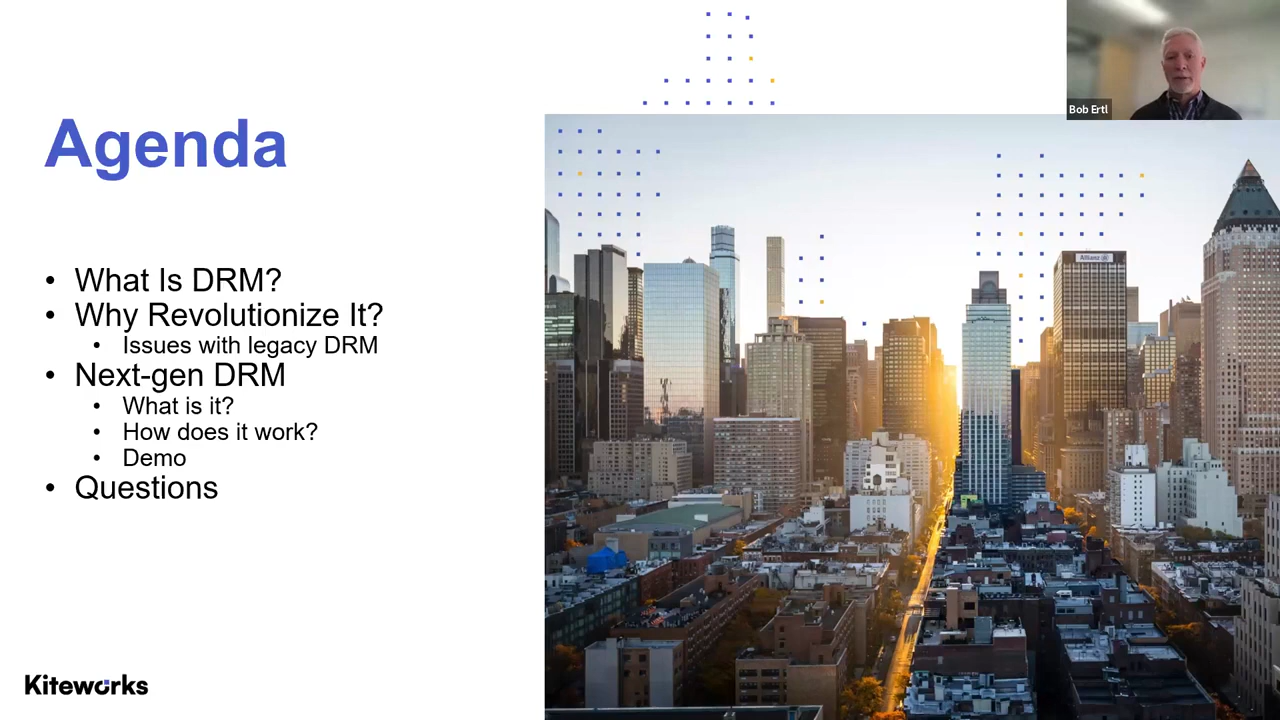 Bob Ertl
Agenda
Allianz
• What Is DRM?
• Why Revolutionize It?
• Issues with legacy DRM
• Next-gen DRM
• What is it?
• How does it work?
• Demo
• Questions
Kiteworks